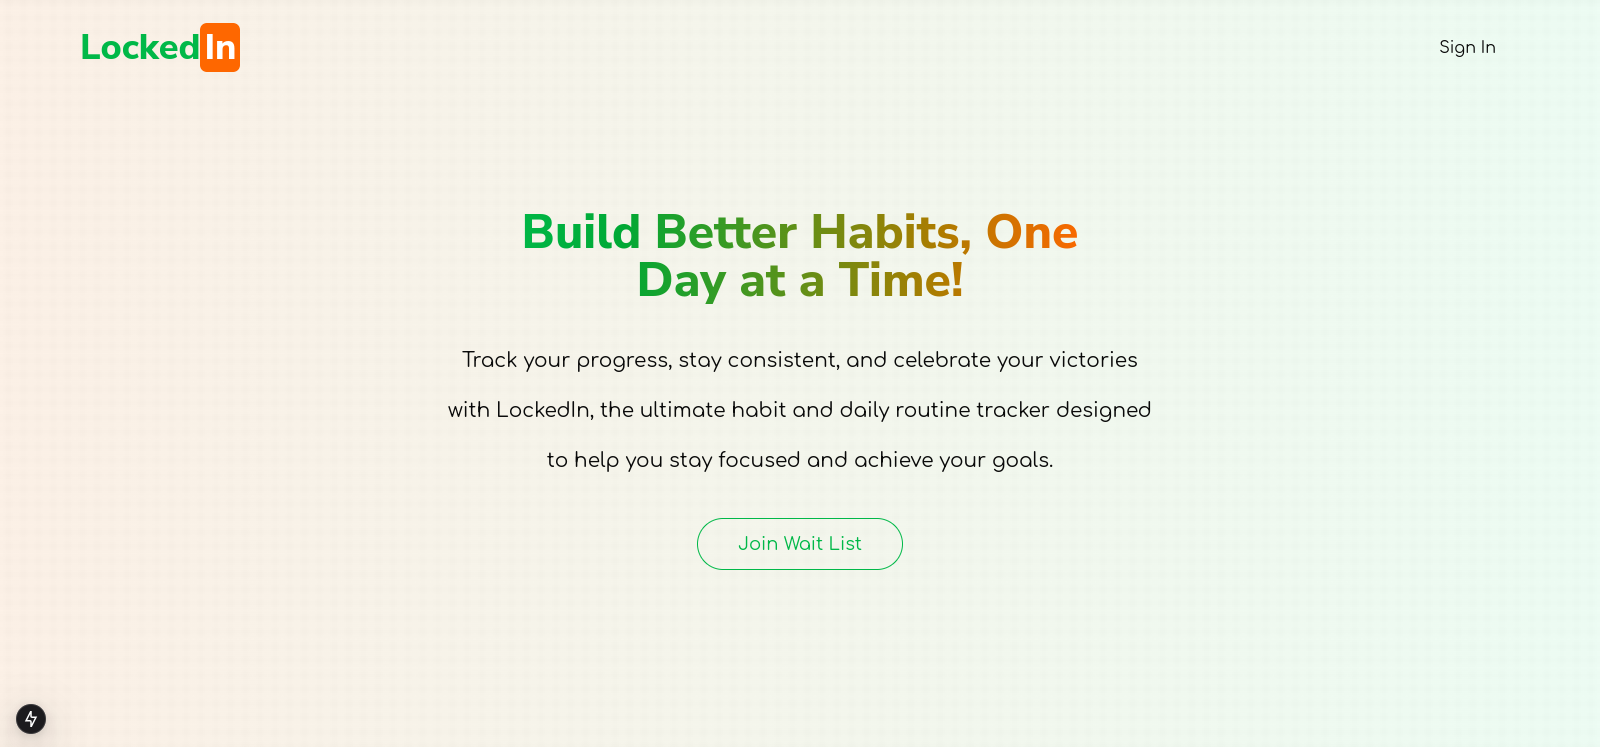 LockedIn
Sign In
Build Better Habits, One
Day at a Time!
Track your progress, stay consistent, and celebrate your victories
with LockedIn, the ultimate habit and daily routine tracker designed
to help you stay focused and achieve your goals.
Join Wait List